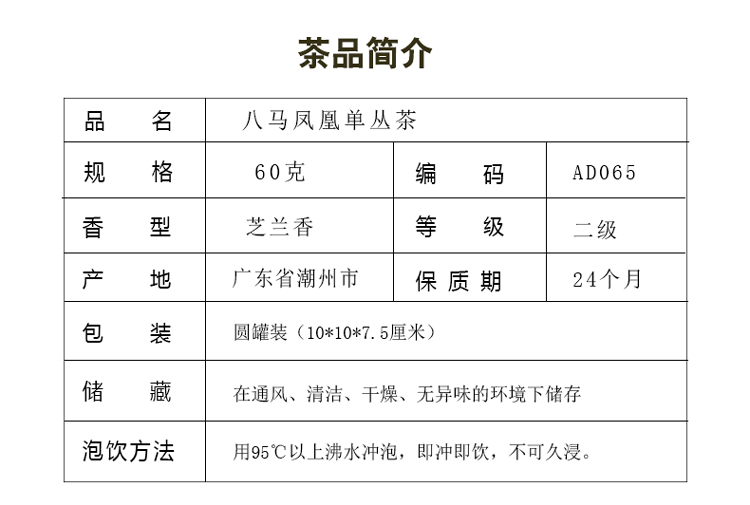 茶品简介
品 名 八马凤凰单丛茶
规 格 60克 编 码 AD065
香 型 芝兰香 等 级 二级
产 地 广东省潮州市 保质期 24个月
包 装 圆罐装（10*10*7.5厘米）
储 藏 在通风、清洁、干燥、无异味的环境下储存
泡饮方法 用95℃以上沸水冲泡，即冲即饮，不可久浸。